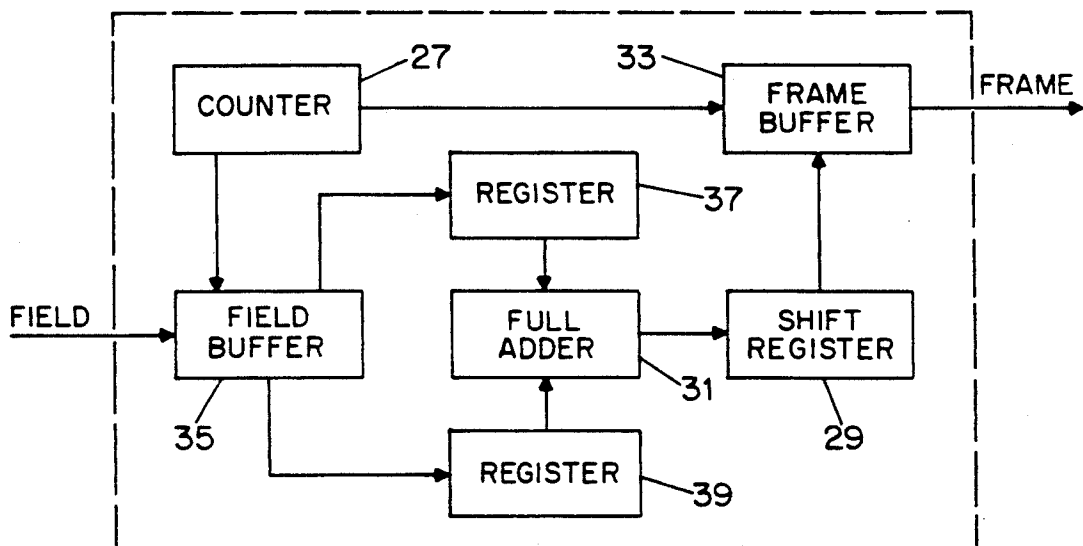 27
33
FRAME
COUNTER
FRAME
BUFFER
REGISTER
37
FIELD
FIELD
BUFFER
FULL
ADDER
SHIFT
REGISTER
31
35
29
REGISTER
39